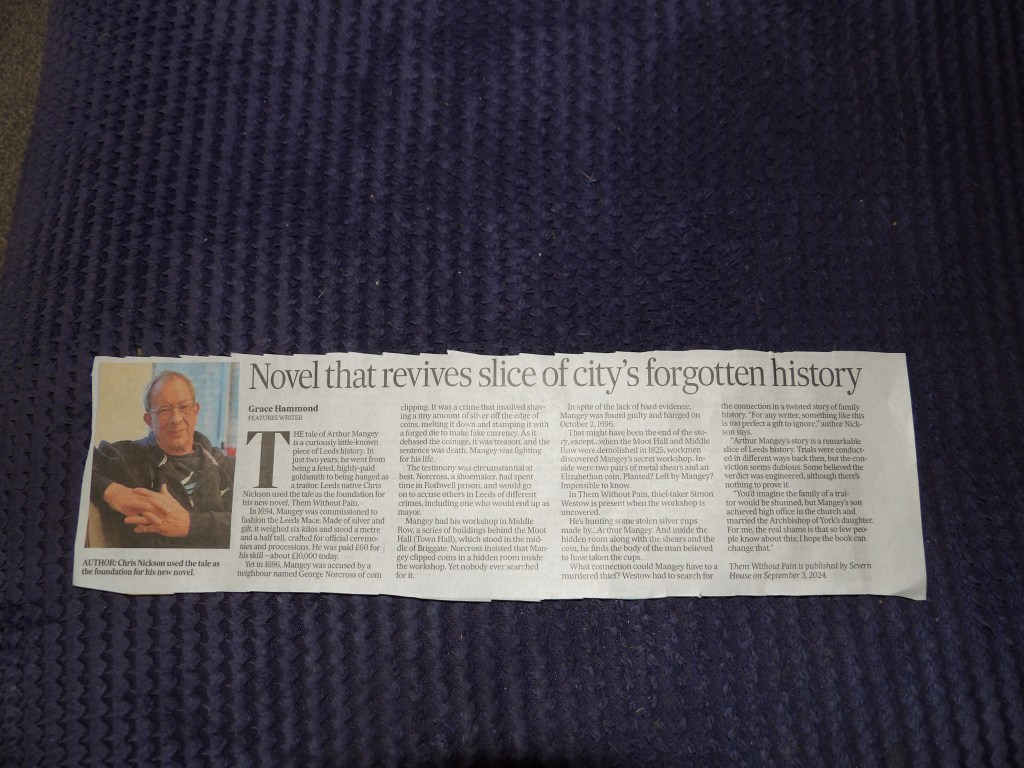 Novel that revives slice of city's forgotten history
Grace Hammond
FEATURES WRITER
THE tale of Arthur Mangey
is a curiously little-known
piece of Leeds history. In
just two years, he went from
being a feted, highly-paid
goldsmith to being hanged as
a traitor. Leeds native Chris
Nickson used the tale as the foundation for
his new novel, Them Without Pain.
In 1694, Mangey was commissioned to
fashion the Leeds Mace. Made of silver and
gilt, it weighed six kilos and stood a metre
and a half tall, crafted for official ceremo-
nies and processions. He was paid £60 for
his skill – about £10,000 today.
Yet in 1696, Mangey was accused by a
neighbour named George Norcross of coin
clipping. It was a crime that involved shav-
ing a tiny amount of silver off the edge of
coins, melting it down and stamping it with
a forged die to make fake currency. As it
debased the coinage, it was treason, and the
sentence was death. Mangey was fighting
for his life.
The testimony was circumstantial at
best. Norcross, a shoemaker, had spent
time in Rothwell prison, and would go
on to accuse others in Leeds of different
crimes, including one who would end up as
mayor.
Mangey had his workshop in Middle
Row, a series of buildings behind the Moot
Hall (Town Hall), which stood in the mid-
dle of Briggate. Norcross insisted that Man-
gey clipped coins in a hidden room inside
the workshop. Yet nobody ever searched
for it.
In spite of the lack of hard evidence,
Mangey was found guilty and hanged on
October 2, 1696.
That might have been the end of the sto-
ry, except...when the Moot Hall and Middle
Row were demolished in 1825, workmen
discovered Mangey's secret workshop. In-
side were two pairs of metal shears and an
Elizabethan coin. Planted? Left by Mangey?
Impossible to know.
In Them Without Pain, thief-taker Simon
Westow is present when the workshop is
uncovered.
He's hunting some stolen silver cups
made by...Arthur Mangey. And inside the
hidden room along with the shears and the
coin, he finds the body of the man believed
to have taken the cups.
What connection could Mangey have to a
murdered thief? Westow had to search for
the connection in a twisted story of family
history. "For any writer, something like this
is too perfect a gift to ignore," author Nick-
son says.
"Arthur Mangey's story is a remarkable
slice of Leeds history. Trials were conduct-
ed in different ways back then, but the con-
viction seems dubious. Some believed the
verdict was engineered, although there's
nothing to prove it.
"You'd imagine the family of a trai-
tor would be shunned, but Mangey's son
achieved high office in the church and
married the Archbishop of York's daughter.
For me, the real shame is that so few peo-
ple know about this; I hope the book can
change that."
Them Without Pain is published by Severn
House on September 3, 2024.
AUTHOR: Chris Nickson used the tale as
the foundation for his new novel.